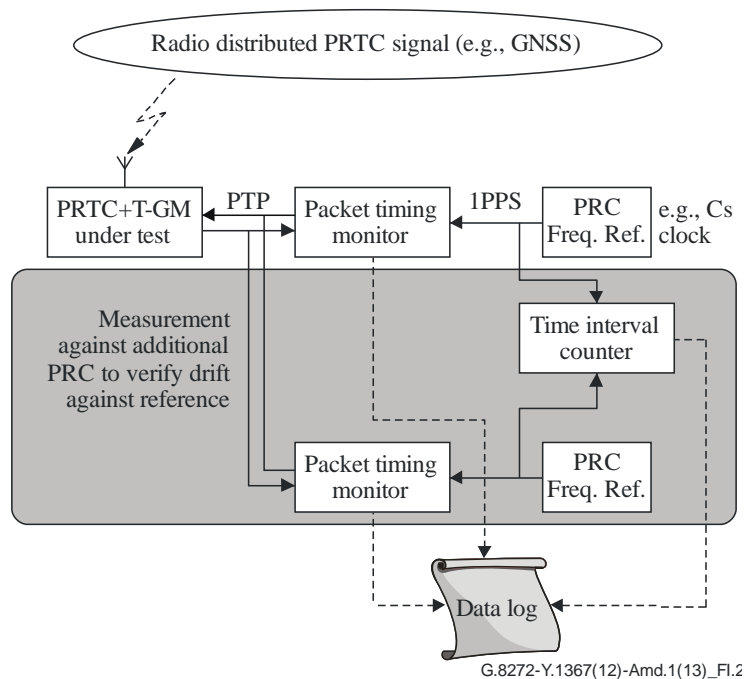 Radio distributed PRTC signal (e.g., GNSS)
PRTC+T-GM
under test
PTP
Packet timing
monitor
1PPS
PRC
Freq. Ref.
e.g., Cs
clock
Measurement
against additional
PRC to verify drift
against reference
Time interval
counter
Packet timing
monitor
PRC
Freq. Ref.
Data log
G.8272-Y.1367(12)-Amd.1(13)_FI.2